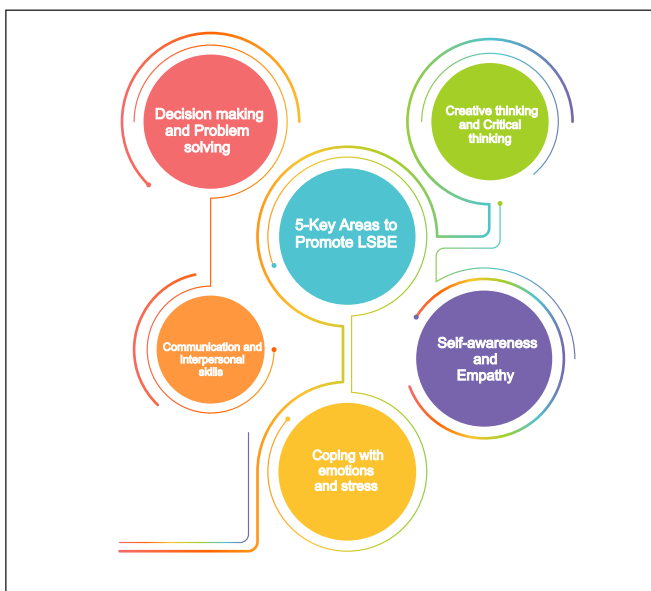 Decision making
and Problem
solving
Creative thinking
and Critical
thinking
5-Key Areas to
Promote LSBE
Communication and
Interpersonal
skills
Self-awareness
and
Empathy
Coping with
emotions
and stress